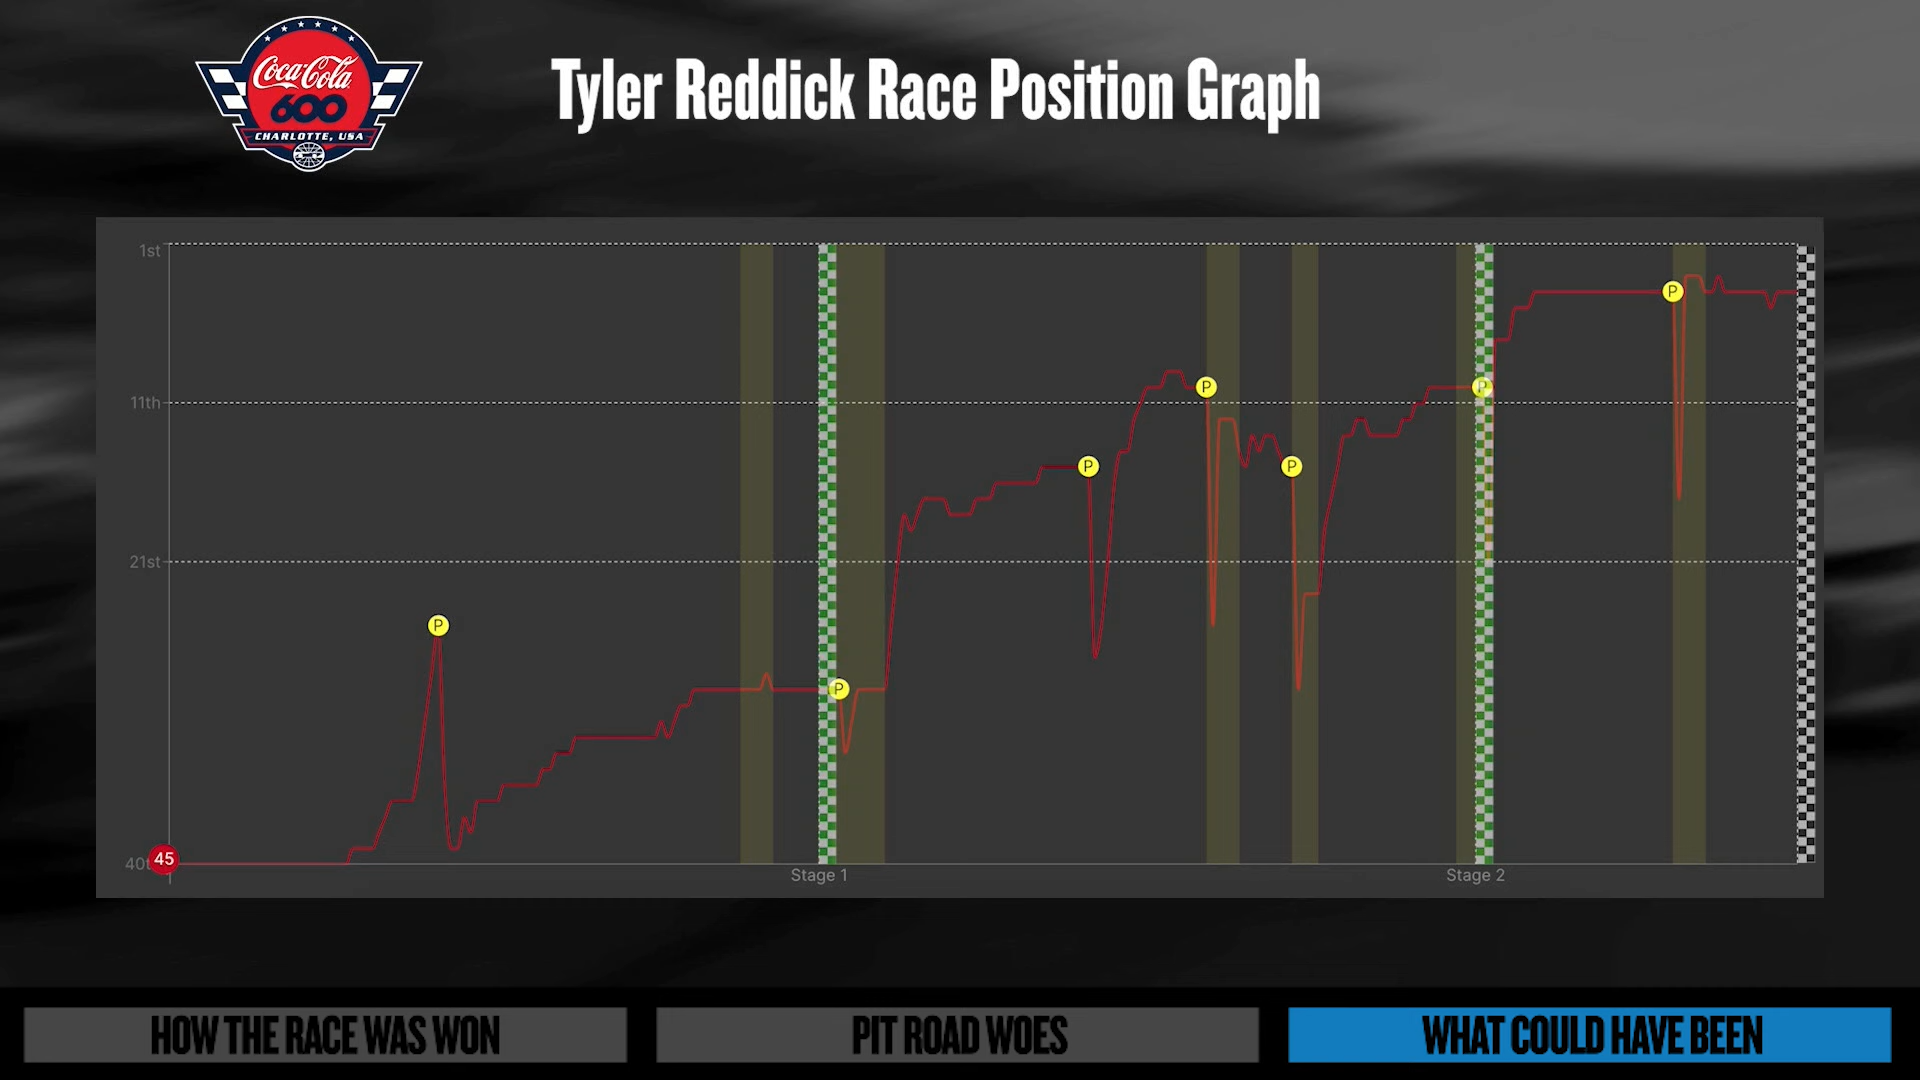 Coca-Cola
600
CHARLOTTE, USA
Tyler Reddick Race Position Graph
1st
11th
21st
40t
45
P
P
P
P
P
P
P
Stage 1
Stage 2
HOW THE RACE WAS WON
PIT ROAD WOES
WHAT COULD HAVE BEEN